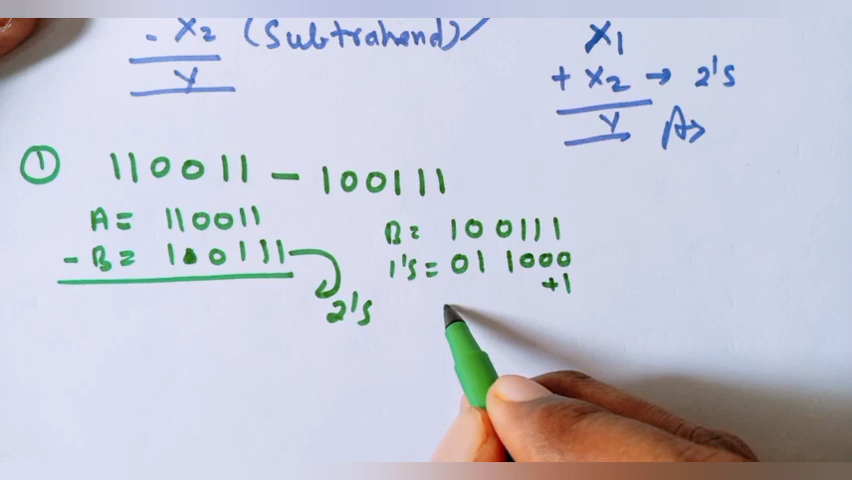 - X2 (Subtrahend)
Y
X1
+ X2 → 2's
Y
① 110011 - 100111
A = 110011
- B = 100111
2's
B = 100111
1's = 011000
+1